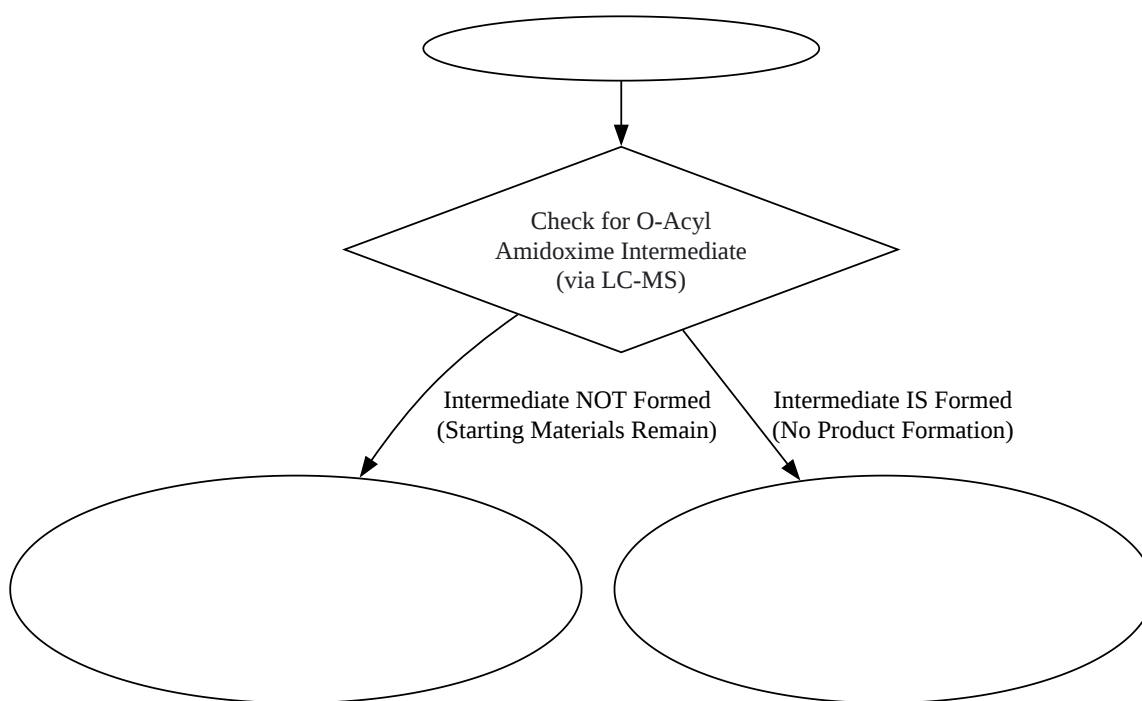 Check for O-Acyl
Amidoxime Intermediate
(via LC-MS)
Intermediate NOT Formed
(Starting Materials Remain)
Intermediate IS Formed
(No Product Formation)